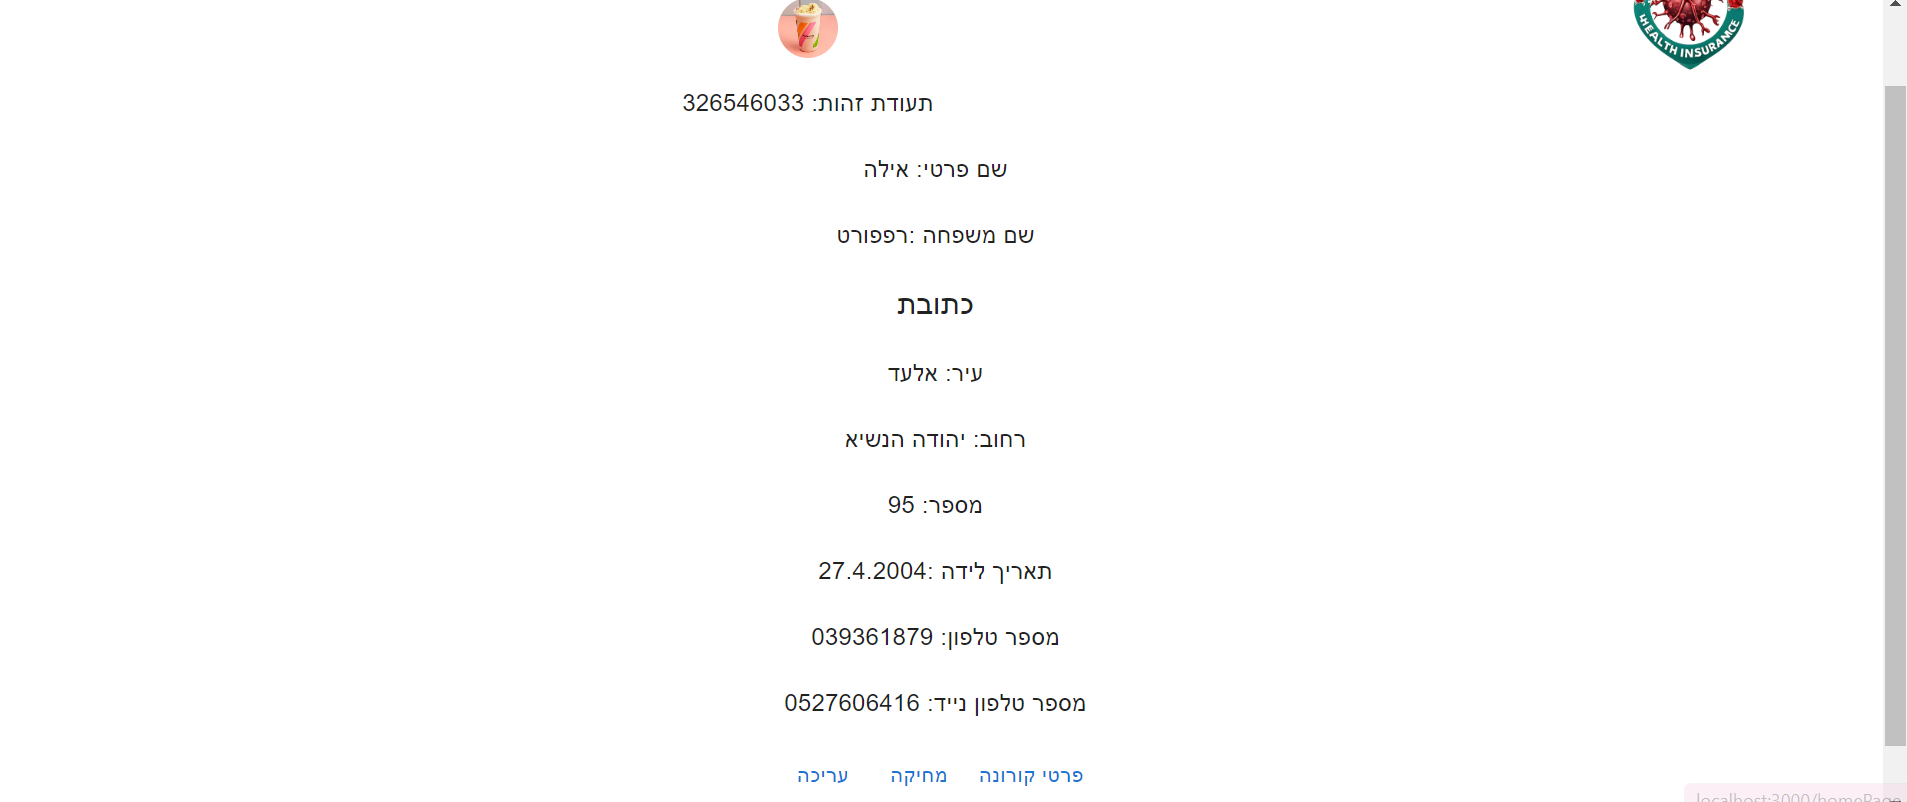 HEALTH INSURANCE
תעודת זהות: 326546033
שם פרטי: אילה
שם משפחה :רפפורט
כתובת
עיר: אלעד
רחוב: יהודה הנשיא
מספר: 95
תאריך לידה :27.4.2004
מספר טלפון: 039361879
מספר טלפון נייד: 0527606416
פרטי קורונה מחיקה עריכה
localhost:3000/homePage